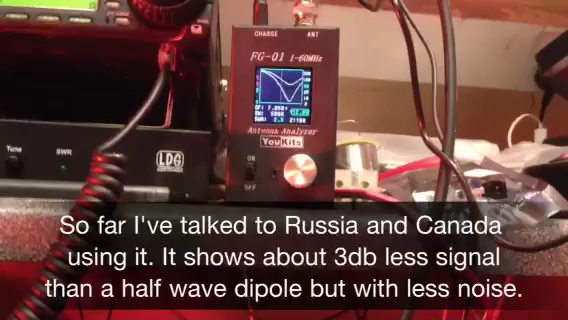 CHARGE ANT
FG-01 1-60MHz
Antenna Analyzer
YouKits
ON
OFF
Tune
SWR
LDG
ELECTRONICS
So far I've talked to Russia and Canada
using it. It shows about 3db less signal
than a half wave dipole but with less noise.